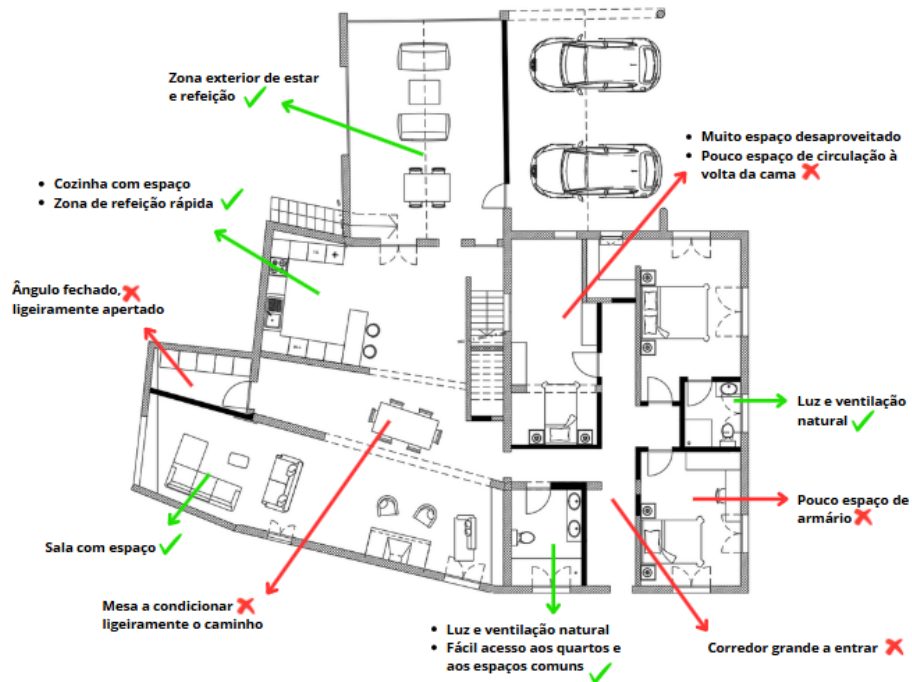 Zona exterior de estar
e refeição
• Muito espaço desaproveitado
• Pouco espaço de circulação à
volta da cama
• Cozinha com espaço
• Zona de refeição rápida
Ângulo fechado,
ligeiramente apertado
Luz e ventilação
natural
Pouco espaço de
armário
Sala com espaço
Mesa a condicionar
ligeiramente o caminho
• Luz e ventilação natural
• Fácil acesso aos quartos e
aos espaços comuns
Corredor grande a entrar